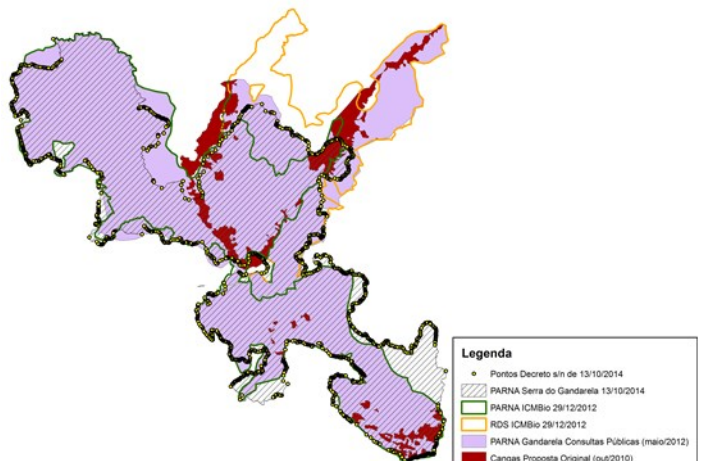 Legenda
Pontos Decreto s/n de 13/10/2014
PARNA Serra do Gandarela 13/10/2014
PARNA ICMBio 29/12/2012
RDS ICMBio 29/12/2012
PARNA Gandarela Consultas Públicas (maio/2012)
Cangas Proposta Original (out/2010)